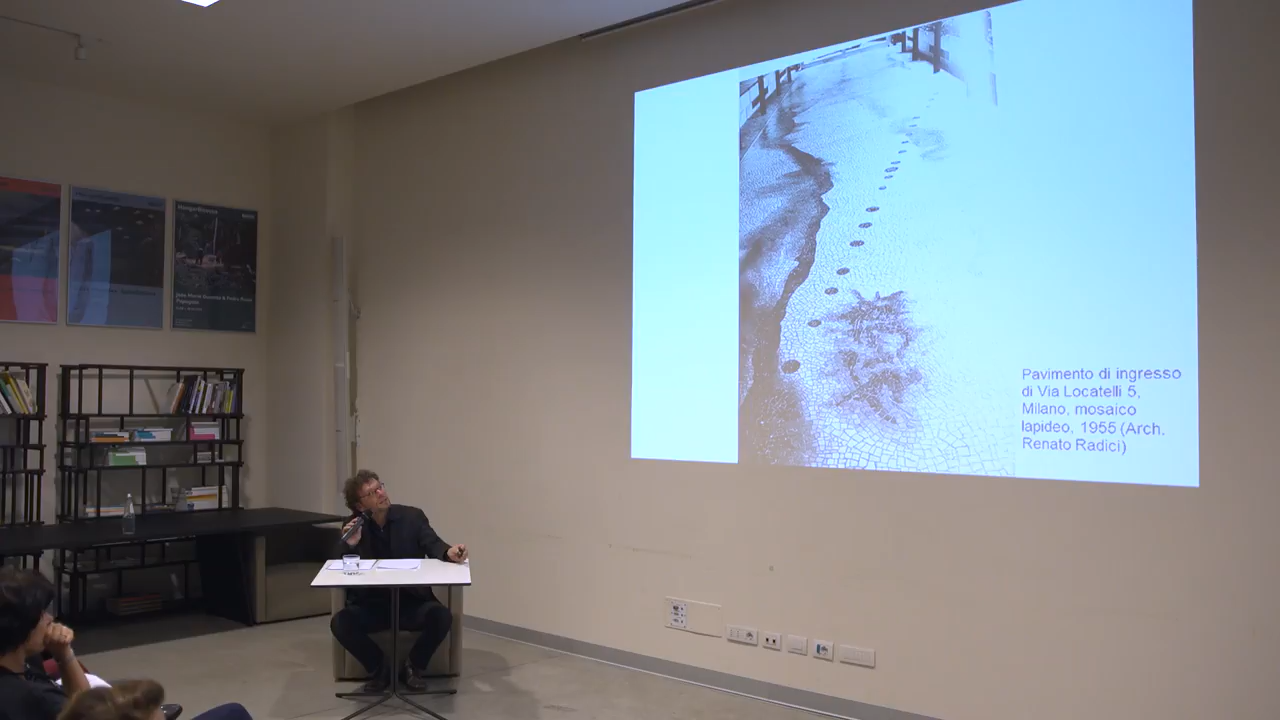 Pavimento di ingresso
di Via Locatelli 5,
Milano, mosaico
lapideo, 1955 (Arch.
Renato Radici)